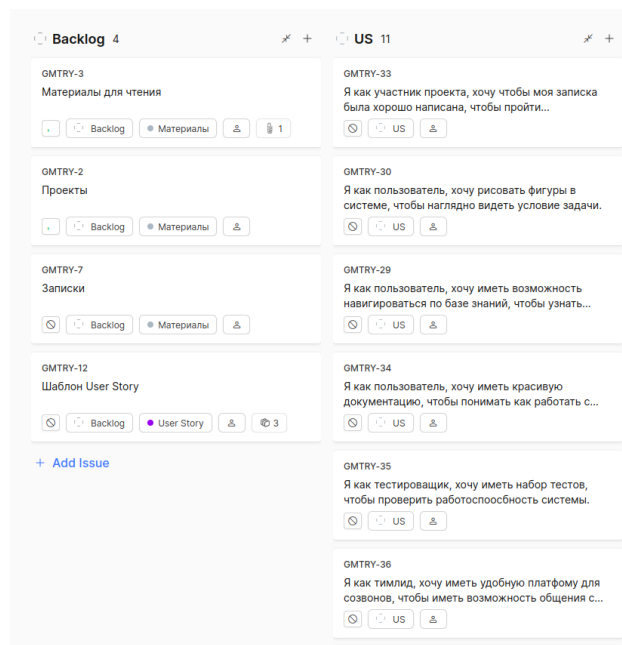 Backlog 4
GMTRY-3
Материалы для чтения
Backlog
Материалы
1
GMTRY-2
Проекты
Backlog
Материалы
GMTRY-7
Записки
Backlog
Материалы
GMTRY-12
Шаблон User Story
Backlog
User Story
3
+ Add Issue
US 11
GMTRY-33
Я как участник проекта, хочу чтобы моя записка
была хорошо написана, чтобы пройти...
US
GMTRY-30
Я как пользователь, хочу рисовать фигуры в
системе, чтобы наглядно видеть условие задачи.
US
GMTRY-29
Я как пользователь, хочу иметь возможность
навигироваться по базе знаний, чтобы узнать...
US
GMTRY-34
Я как пользователь, хочу иметь красивую
документацию, чтобы понимать как работать с...
US
GMTRY-35
Я как тестироващик, хочу иметь набор тестов,
чтобы проверить работоспоосбность системы.
US
GMTRY-36
Я как тимлид, хочу иметь удобную платфому для
созвонов, чтобы иметь возможность общения с...
US